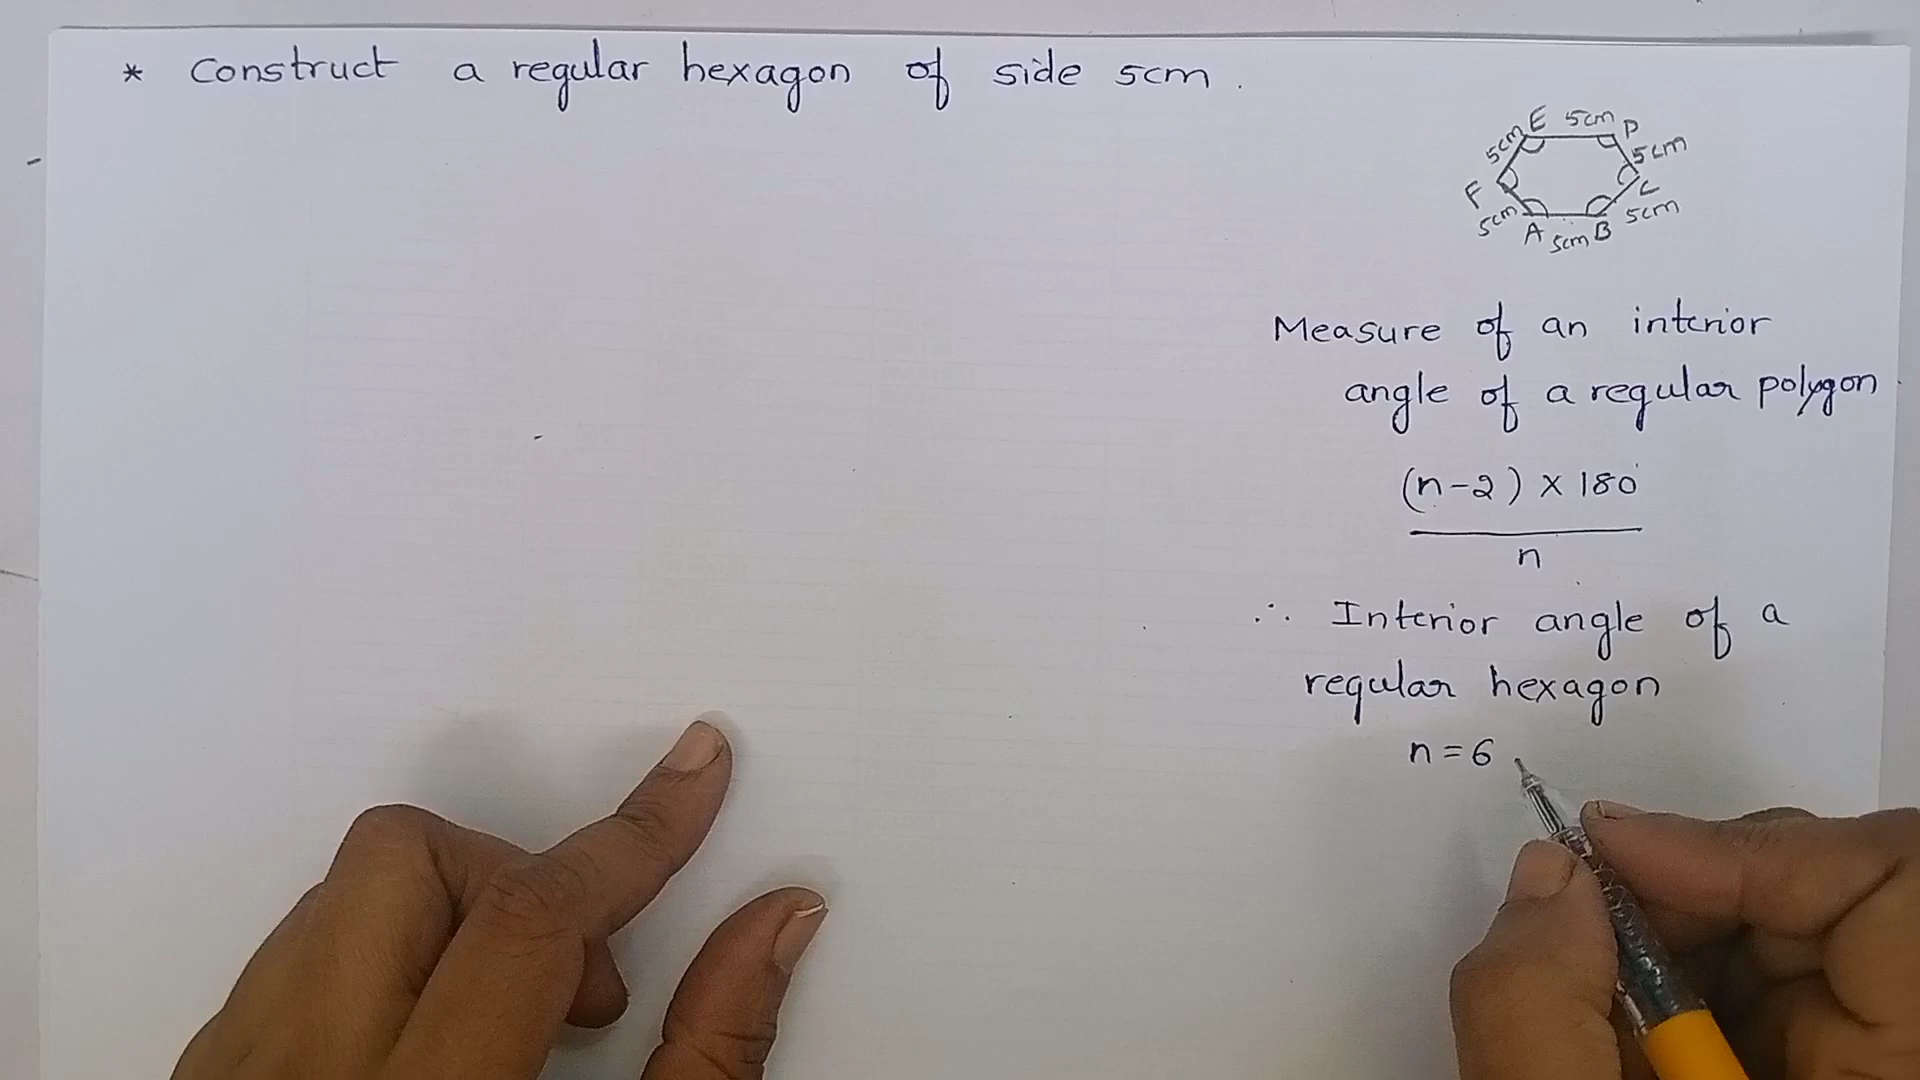 * Construct a regular hexagon of side 5cm.
E 5cm D
5cm 5cm
F C
5cm 5cm
A 5cm B
Measure of an interior
angle of a regular polygon
(n-2) × 180
n
∴ Interior angle of a
regular hexagon
n = 6